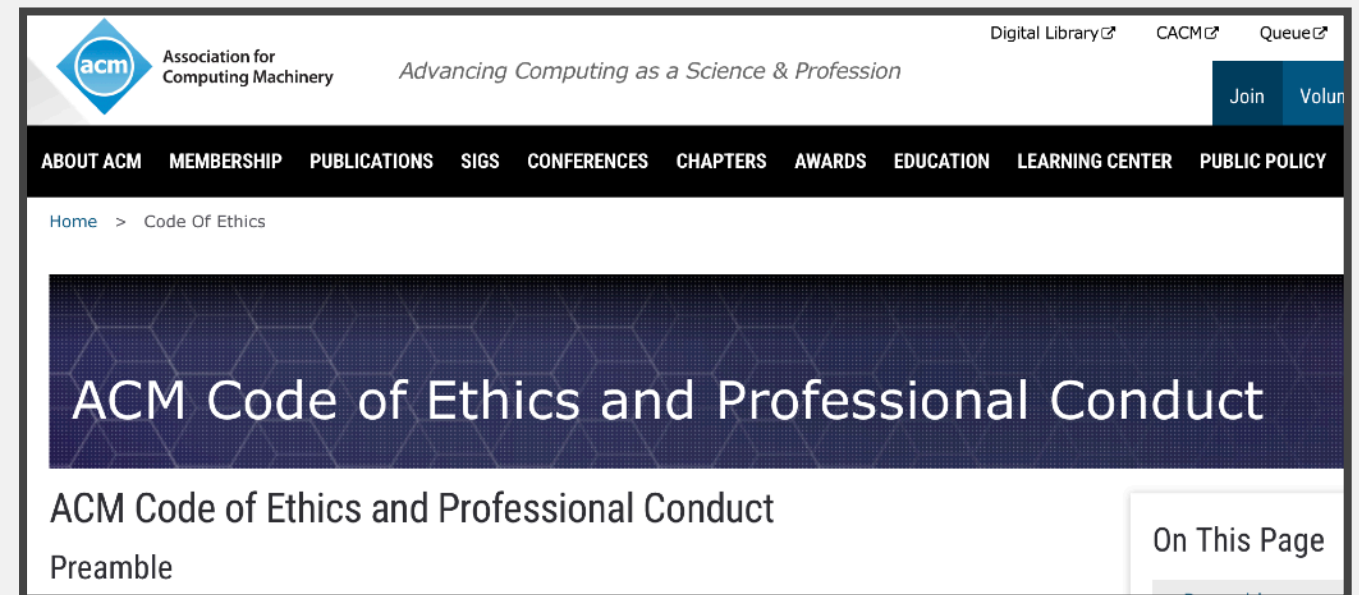 Digital Library CACM Queue
acm
Association for
Computing Machinery
Advancing Computing as a Science & Profession
Join
ABOUT ACM MEMBERSHIP PUBLICATIONS SIGS CONFERENCES CHAPTERS AWARDS EDUCATION LEARNING CENTER PUBLIC POLICY
Home > Code Of Ethics
ACM Code of Ethics and Professional Conduct
ACM Code of Ethics and Professional Conduct
On This Page
Preamble